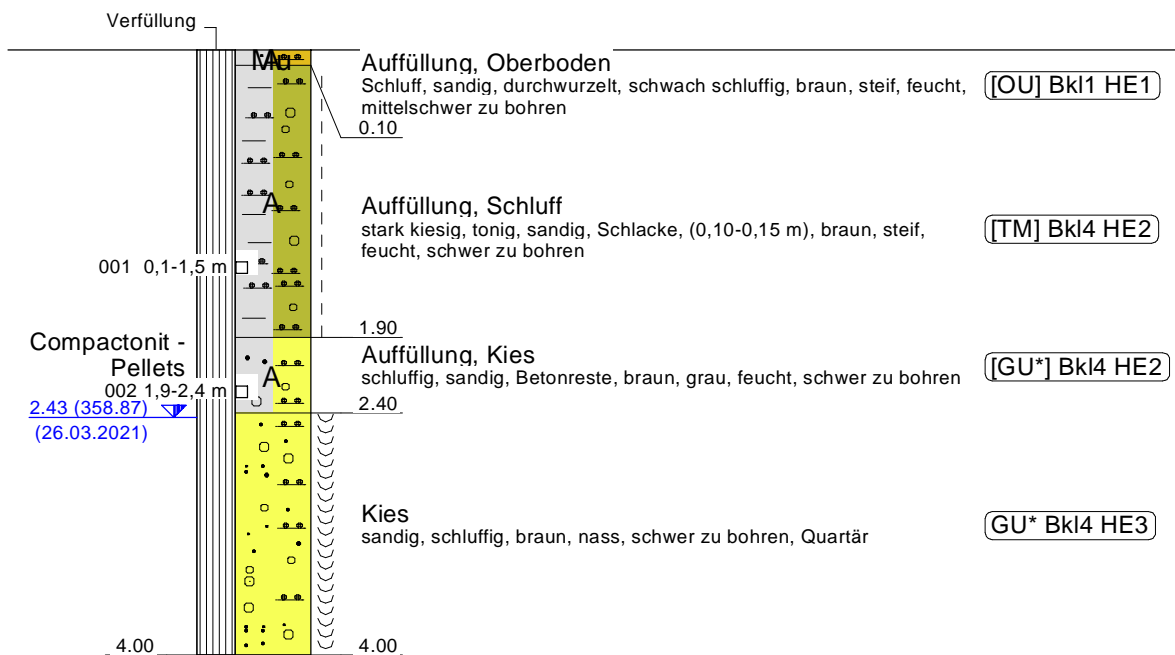 Verfüllung
Mu
A
Auffüllung, Oberboden
Schluff, sandig, durchwurzelt, schwach schluffig, braun, steif, feucht,
mittelschwer zu bohren
0.10
[OU] Bkl1 HE1
A
Auffüllung, Schluff
stark kiesig, tonig, sandig, Schlacke, (0,10-0,15 m), braun, steif,
feucht, schwer zu bohren
[TM] Bkl4 HE2
001 0,1-1,5 m
1.90
Compactonit -
Pellets
A
Auffüllung, Kies
schluffig, sandig, Betonreste, braun, grau, feucht, schwer zu bohren
[GU*] Bkl4 HE2
002 1,9-2,4 m
2.40
2.43 (358.87)
(26.03.2021)
Kies
sandig, schluffig, braun, nass, schwer zu bohren, Quartär
GU* Bkl4 HE3
4.00
4.00